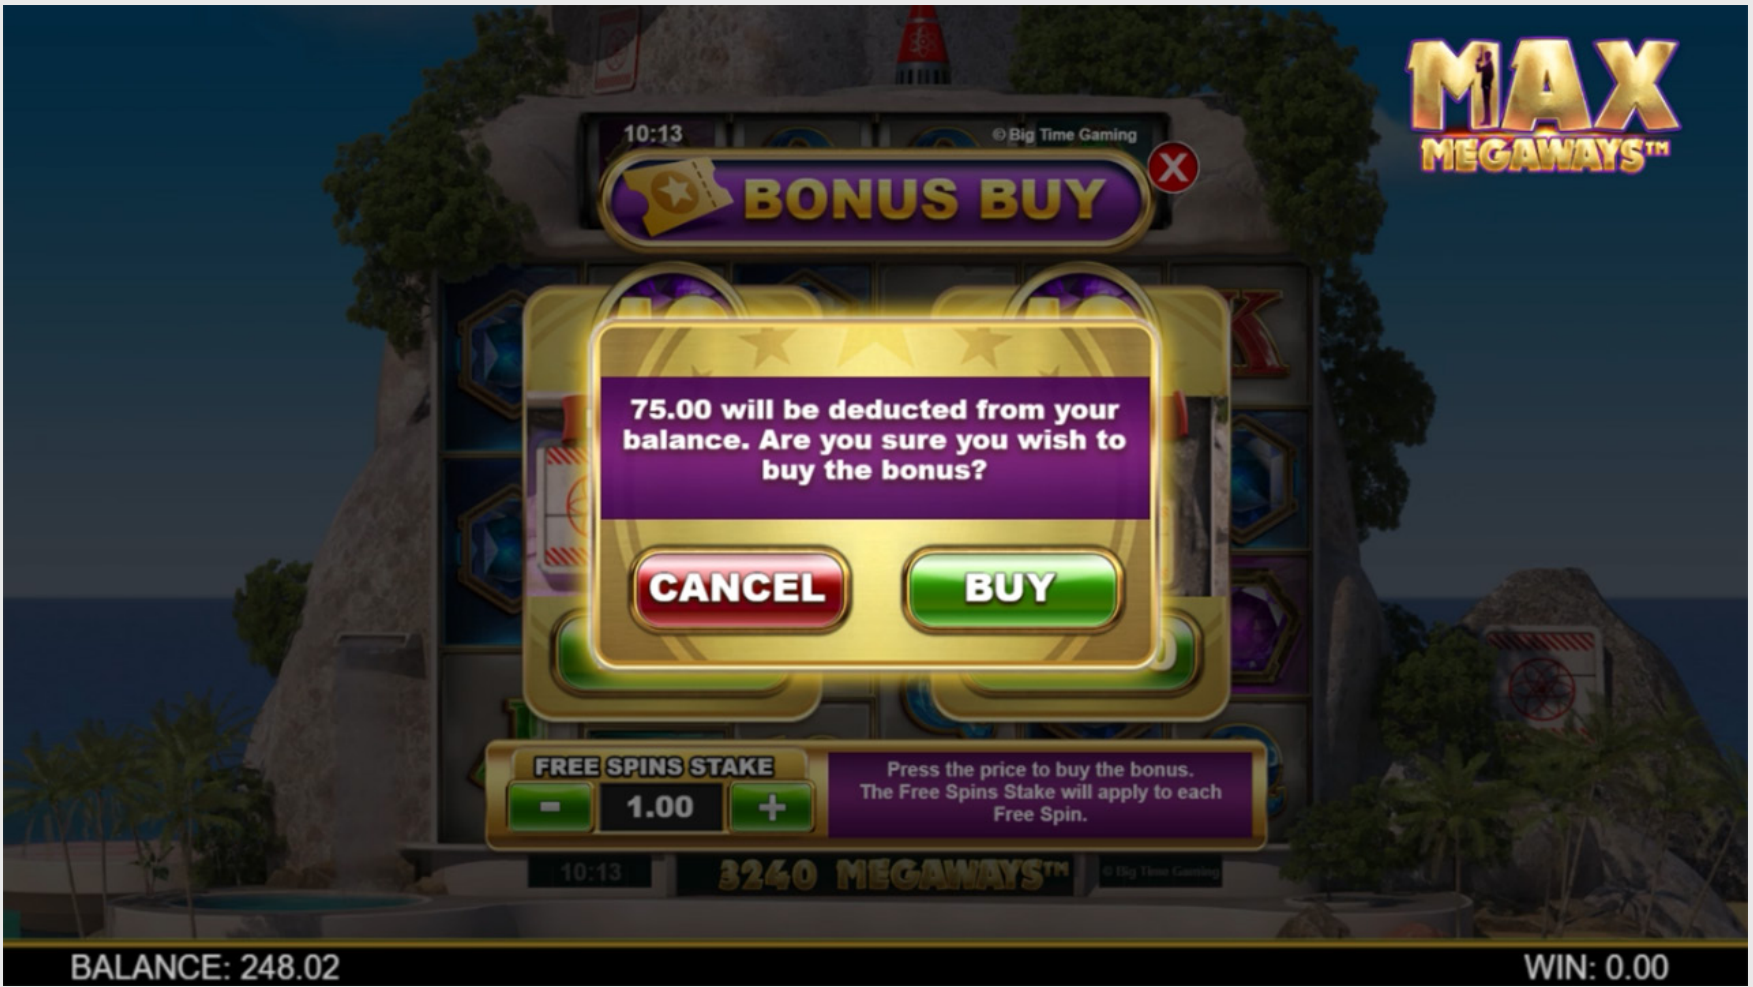 MAX
MEGAWAYS™
10:13
© Big Time Gaming
X
BONUS BUY
75.00 will be deducted from your
balance. Are you sure you wish to
buy the bonus?
CANCEL
BUY
FREE SPINS STAKE
-
1.00
+
Press the price to buy the bonus.
The Free Spins Stake will apply to each
Free Spin.
10:13
3240 MEGAWAYS™
© Big Time Gaming
BALANCE: 248.02
WIN: 0.00